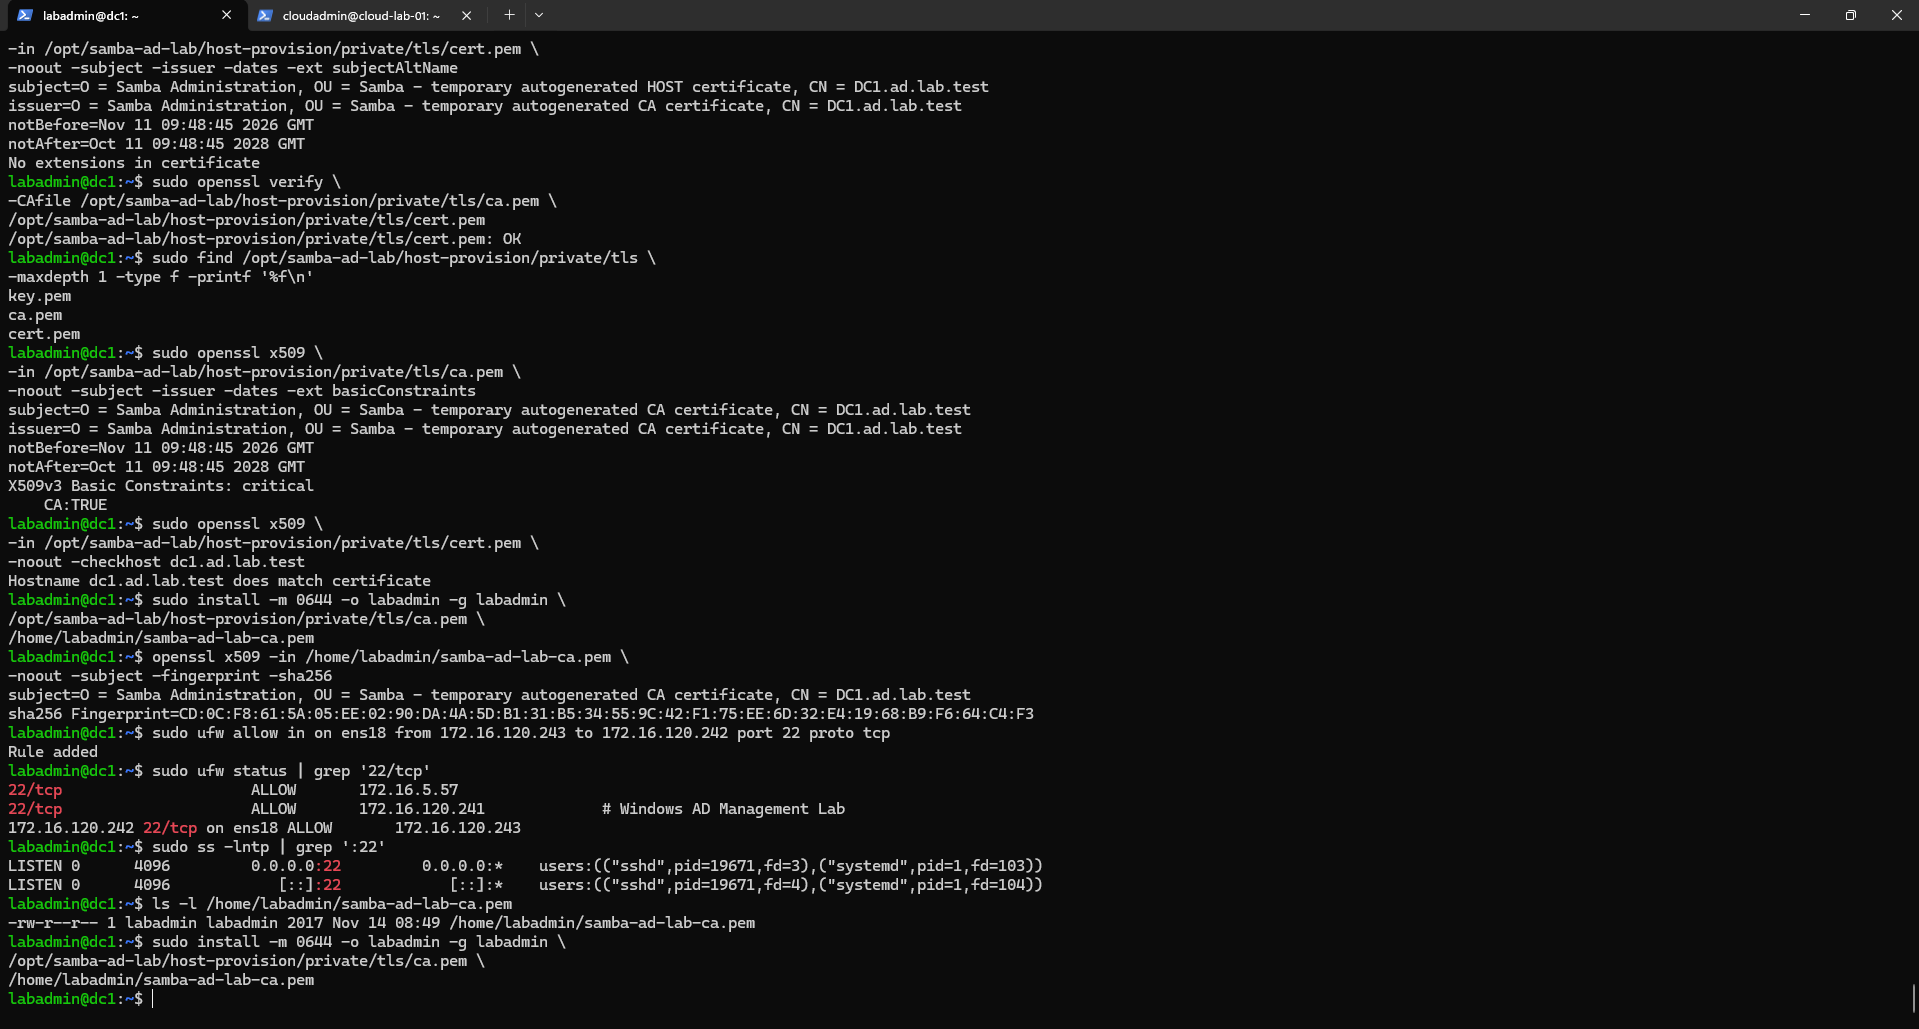 labadmin@dc1: ~
cloudadmin@cloud-lab-01: ~
-in /opt/samba-ad-lab/host-provision/private/tls/cert.pem \
-noout -subject -issuer -dates -ext subjectAltName
subject=O = Samba Administration, OU = Samba - temporary autogenerated HOST certificate, CN = DC1.ad.lab.test
issuer=O = Samba Administration, OU = Samba - temporary autogenerated CA certificate, CN = DC1.ad.lab.test
notBefore=Nov 11 09:48:45 2026 GMT
notAfter=Oct 11 09:48:45 2028 GMT
No extensions in certificate
labadmin@dc1:~$ sudo openssl verify \
-CAfile /opt/samba-ad-lab/host-provision/private/tls/ca.pem \
/opt/samba-ad-lab/host-provision/private/tls/cert.pem
/opt/samba-ad-lab/host-provision/private/tls/cert.pem: OK
labadmin@dc1:~$ sudo find /opt/samba-ad-lab/host-provision/private/tls \
-maxdepth 1 -type f -printf '%f\n'
key.pem
ca.pem
cert.pem
labadmin@dc1:~$ sudo openssl x509 \
-in /opt/samba-ad-lab/host-provision/private/tls/ca.pem \
-noout -subject -issuer -dates -ext basicConstraints
subject=O = Samba Administration, OU = Samba - temporary autogenerated CA certificate, CN = DC1.ad.lab.test
issuer=O = Samba Administration, OU = Samba - temporary autogenerated CA certificate, CN = DC1.ad.lab.test
notBefore=Nov 11 09:48:45 2026 GMT
notAfter=Oct 11 09:48:45 2028 GMT
X509v3 Basic Constraints: critical
    CA:TRUE
labadmin@dc1:~$ sudo openssl x509 \
-in /opt/samba-ad-lab/host-provision/private/tls/cert.pem \
-noout -checkhost dc1.ad.lab.test
Hostname dc1.ad.lab.test does match certificate
labadmin@dc1:~$ sudo install -m 0644 -o labadmin -g labadmin \
/opt/samba-ad-lab/host-provision/private/tls/ca.pem \
/home/labadmin/samba-ad-lab-ca.pem
labadmin@dc1:~$ openssl x509 -in /home/labadmin/samba-ad-lab-ca.pem \
-noout -subject -fingerprint -sha256
subject=O = Samba Administration, OU = Samba - temporary autogenerated CA certificate, CN = DC1.ad.lab.test
sha256 Fingerprint=CD:0C:F8:61:5A:05:EE:02:90:DA:4A:5D:B1:31:B5:34:55:9C:42:F1:75:EE:6D:32:E4:19:68:B9:F6:64:C4:F3
labadmin@dc1:~$ sudo ufw allow in on ens18 from 172.16.120.243 to 172.16.120.242 port 22 proto tcp
Rule added
labadmin@dc1:~$ sudo ufw status | grep '22/tcp'
22/tcp                     ALLOW       172.16.5.57
22/tcp                     ALLOW       172.16.120.241             # Windows AD Management Lab
172.16.120.242 22/tcp on ens18 ALLOW       172.16.120.243
labadmin@dc1:~$ sudo ss -lntp | grep ':22'
LISTEN 0      4096         0.0.0.0:22         0.0.0.0:*    users:(("sshd",pid=19671,fd=3),("systemd",pid=1,fd=103))
LISTEN 0      4096            [::]:22            [::]:*    users:(("sshd",pid=19671,fd=4),("systemd",pid=1,fd=104))
labadmin@dc1:~$ ls -l /home/labadmin/samba-ad-lab-ca.pem
-rw-r--r-- 1 labadmin labadmin 2017 Nov 14 08:49 /home/labadmin/samba-ad-lab-ca.pem
labadmin@dc1:~$ sudo install -m 0644 -o labadmin -g labadmin \
/opt/samba-ad-lab/host-provision/private/tls/ca.pem \
/home/labadmin/samba-ad-lab-ca.pem
labadmin@dc1:~$